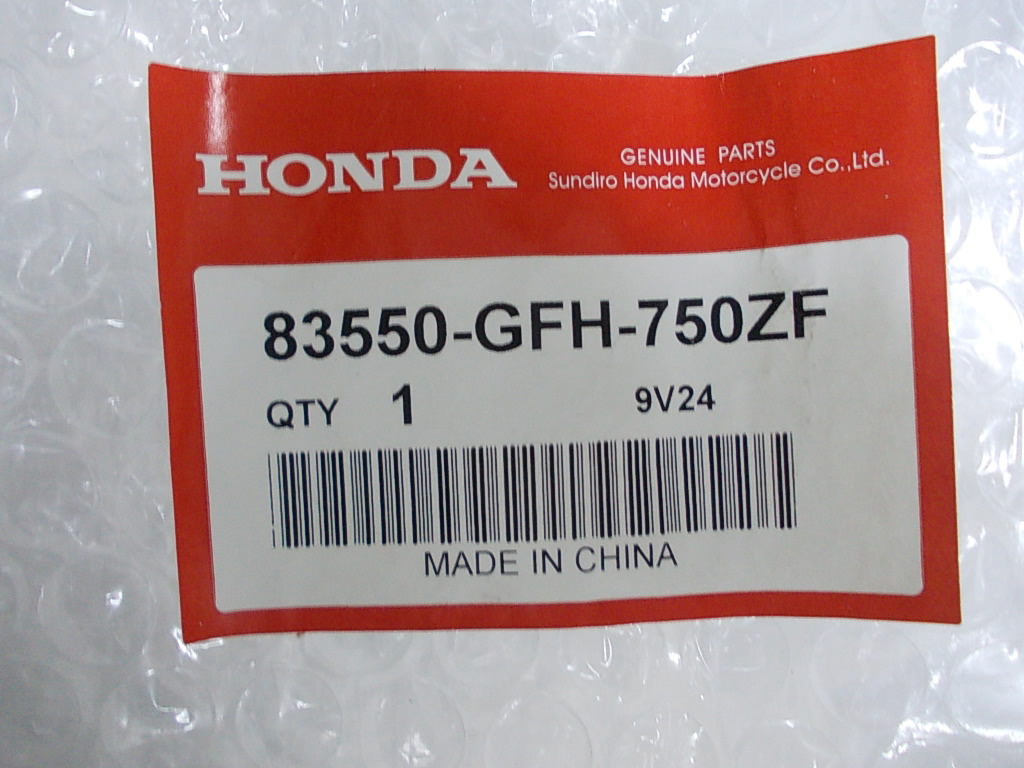 HONDA
GENUINE PARTS
Sundiro Honda Motorcycle Co.,Ltd.
83550-GFH-750ZF
QTY 1 9V24
MADE IN CHINA